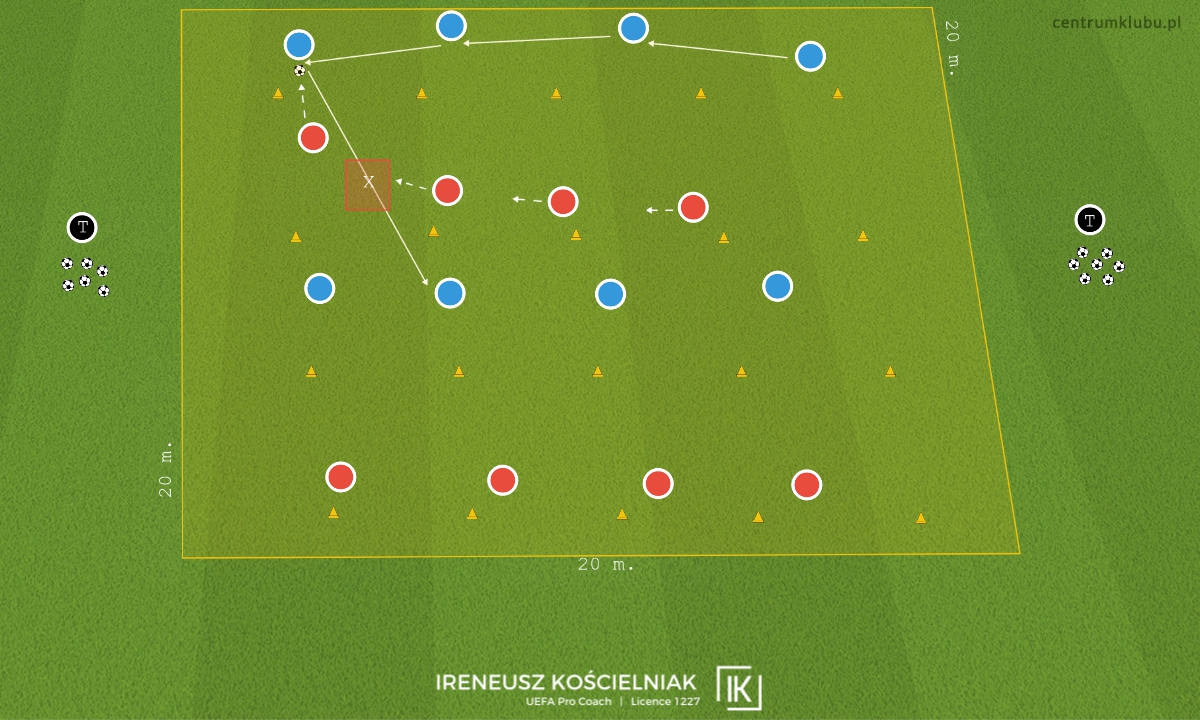 centrumklubu.pl
20 m.
X
T
T
20 m.
20 m.
IRENEUSZ KOŚCIELNIAK
UEFA Pro Coach | Licence 1227
IK